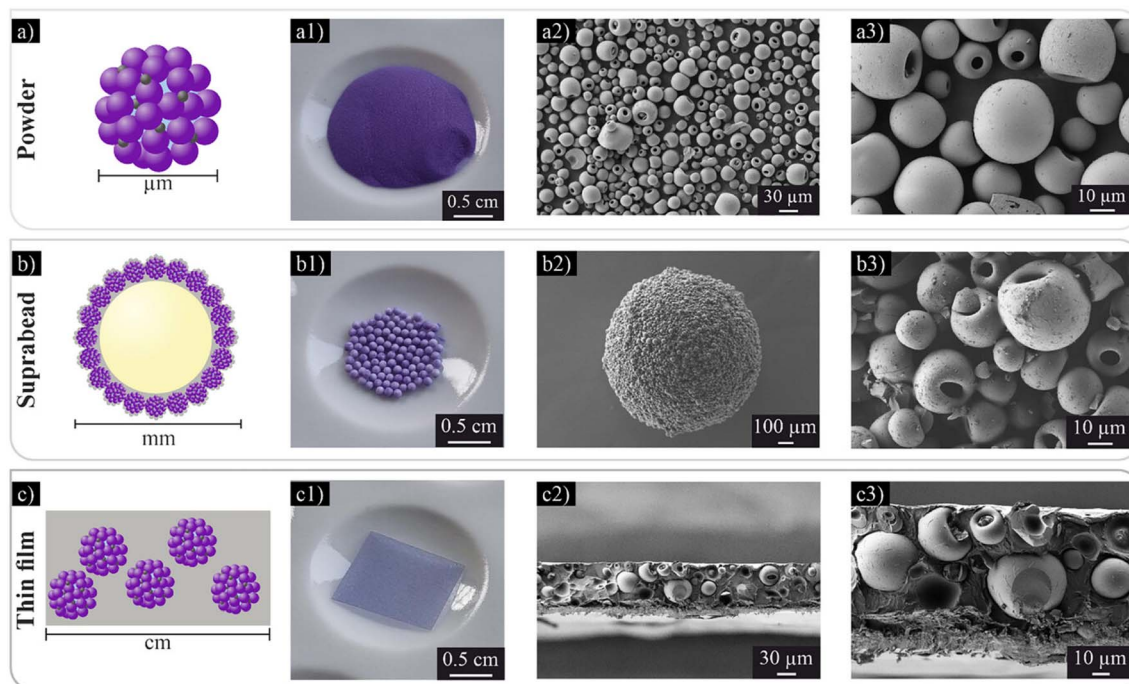 a)
a1)
a2)
a3)
Powder
µm
0.5 cm
30 µm
10 µm
b)
b1)
b2)
b3)
Suprabead
mm
0.5 cm
100 µm
10 µm
c)
c1)
c2)
c3)
Thin film
cm
0.5 cm
30 µm
10 µm